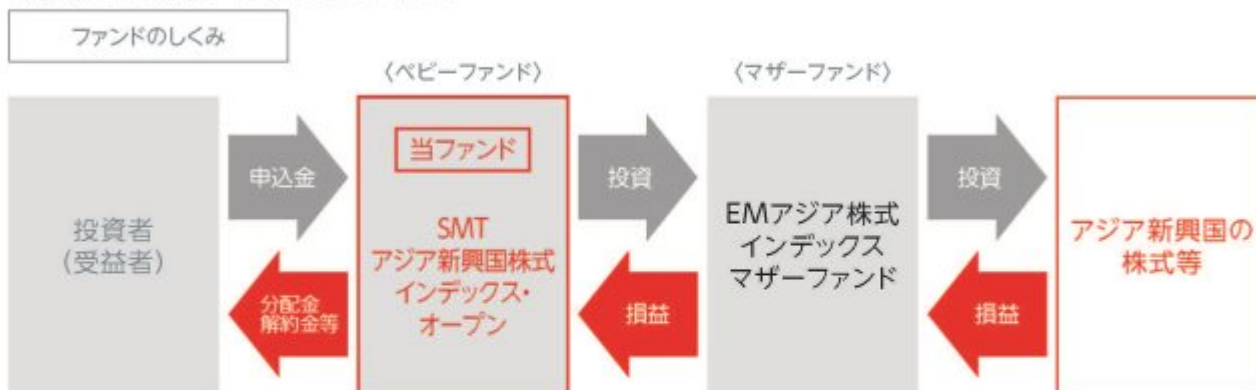 ファンドのしくみ
〈ベビーファンド〉
〈マザーファンド〉
投資者
(受益者)
申込金
分配金
解約金等
当ファンド
SMT
アジア新興国株式
インデックス・
オープン
投資
損益
EMアジア株式
インデックス
マザーファンド
投資
損益
アジア新興国の
株式等